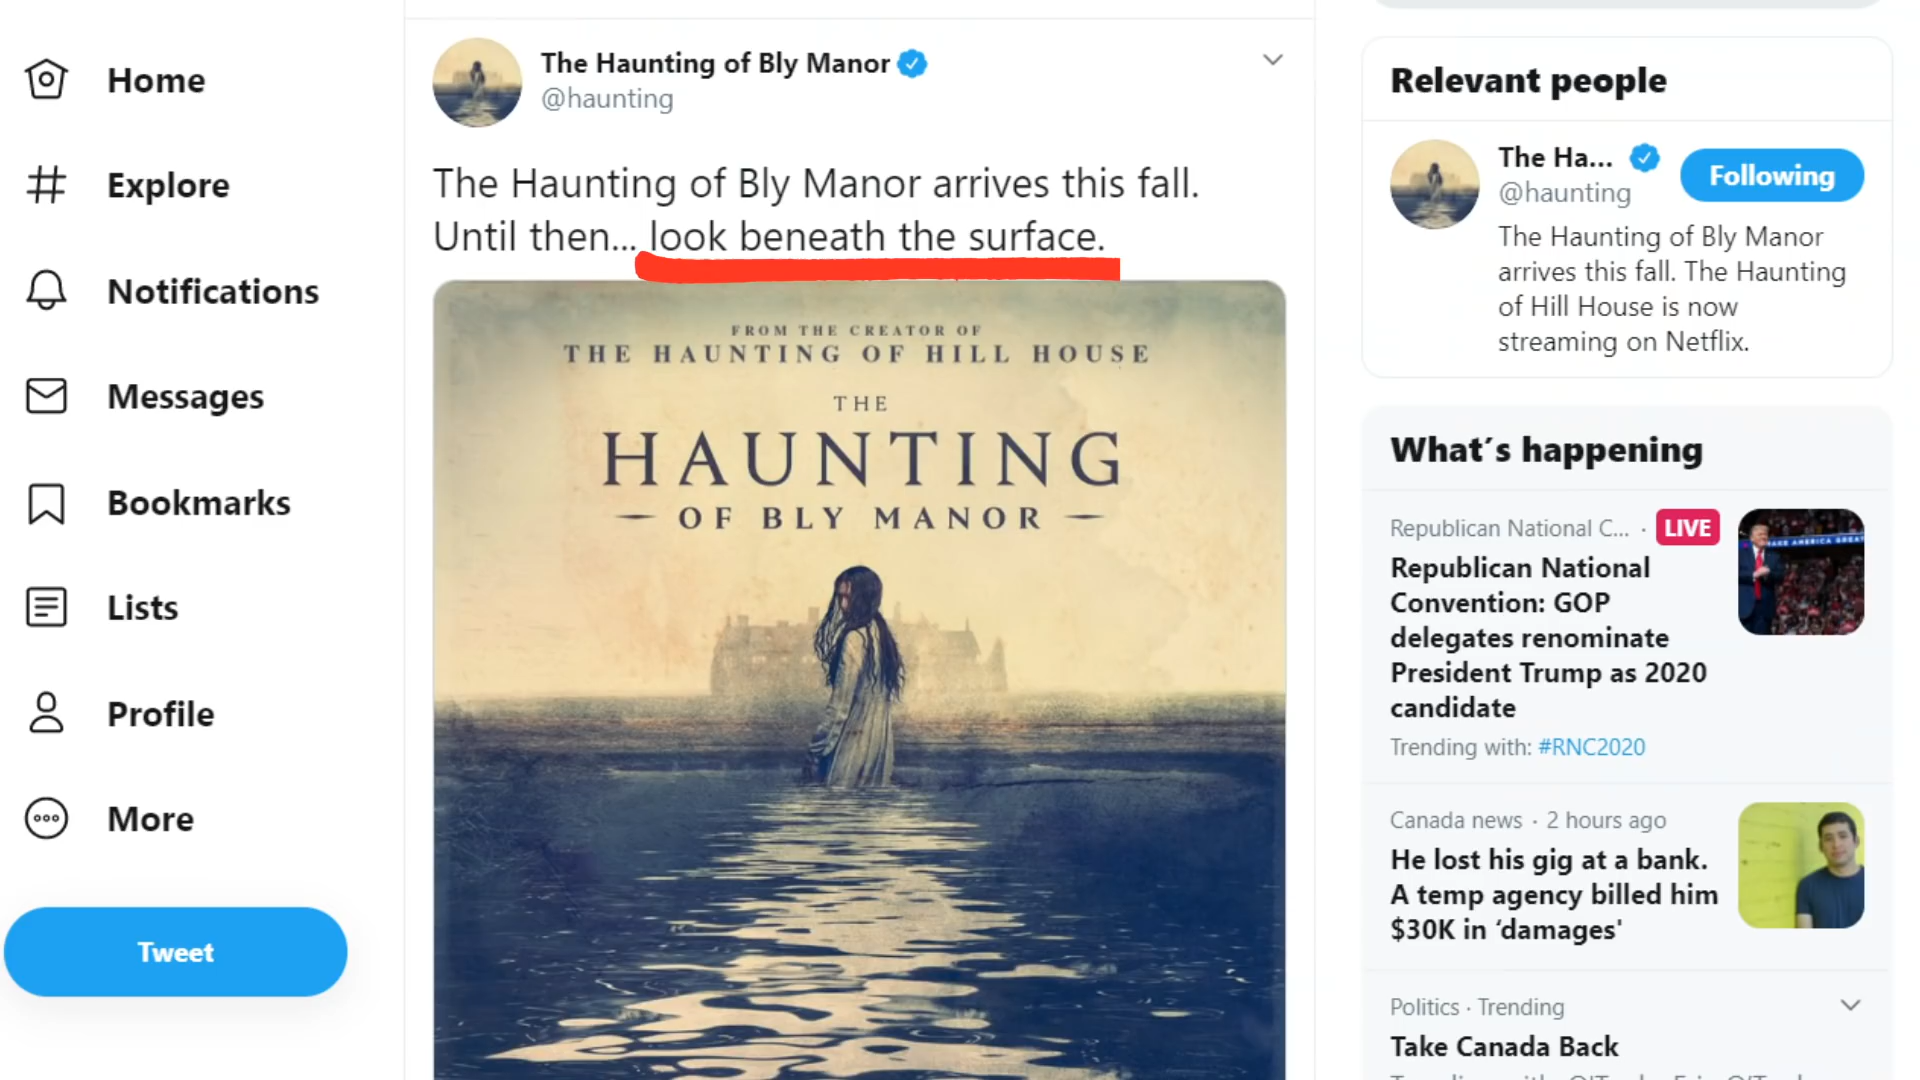 Home
Explore
Notifications
Messages
Bookmarks
Lists
Profile
More
Tweet
The Haunting of Bly Manor
@haunting
The Haunting of Bly Manor arrives this fall.
Until then... look beneath the surface.
FROM THE CREATOR OF
THE HAUNTING OF HILL HOUSE
THE
HAUNTING
OF BLY MANOR
Relevant people
The Ha...
@haunting
Following
The Haunting of Bly Manor
arrives this fall. The Haunting
of Hill House is now
streaming on Netflix.
What's happening
Republican National C... · LIVE
Republican National
Convention: GOP
delegates renominate
President Trump as 2020
candidate
Trending with: #RNC2020
Canada news · 2 hours ago
He lost his gig at a bank.
A temp agency billed him
$30K in ‘damages'
Politics · Trending
Take Canada Back